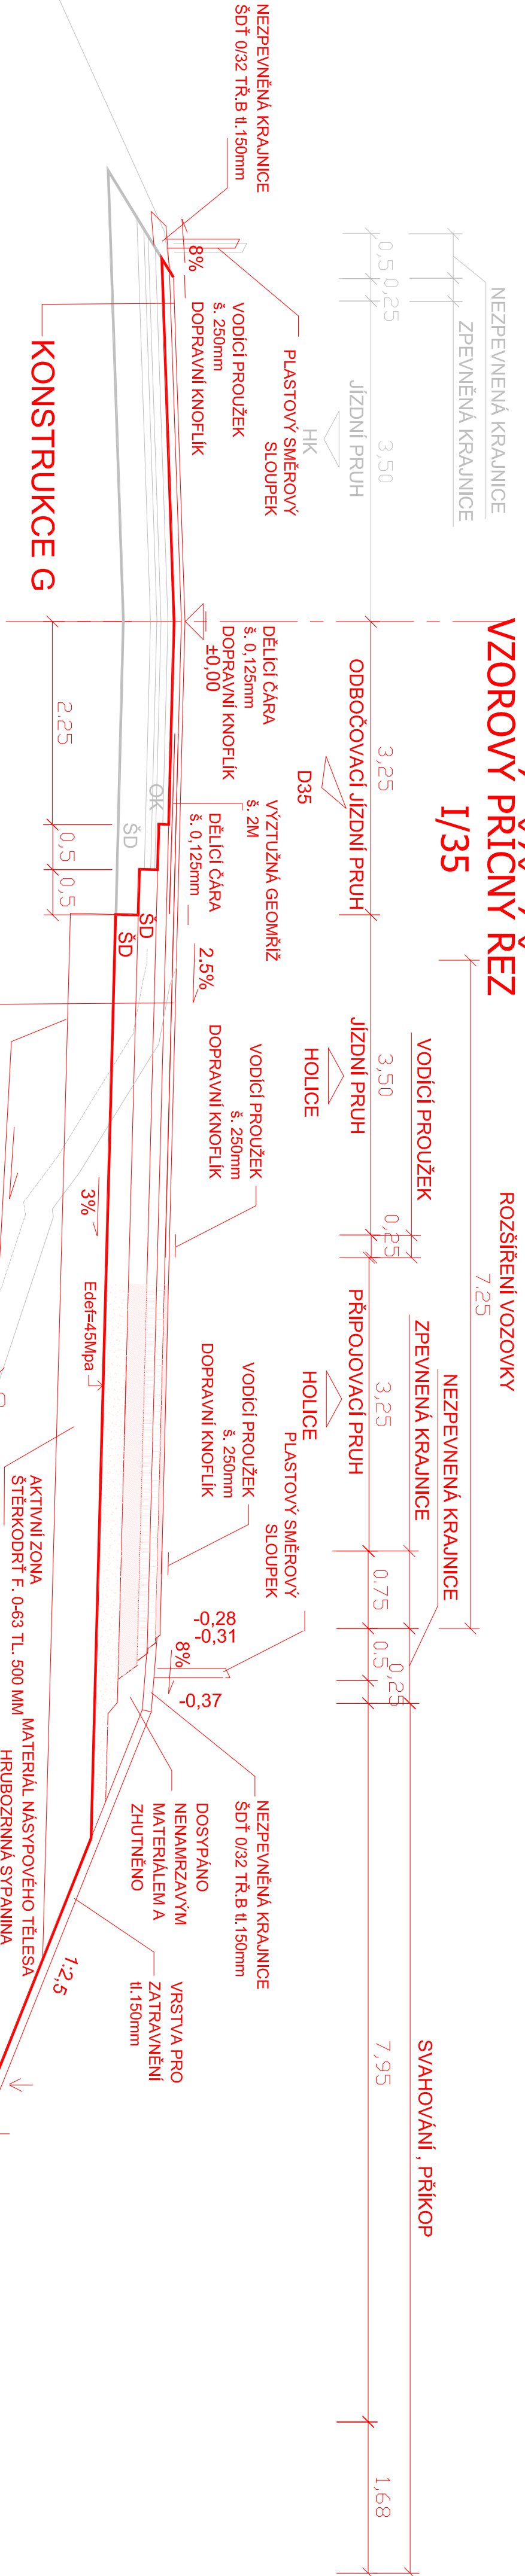 VZOROVÝ PŘÍČNÝ ŘEZ
I/35
ROZŠÍŘENÍ VOZOVKY
7.25
NEZPEVNĚNÁ KRAJNICE
ZPEVNĚNÁ KRAJNICE
VODÍCÍ PROUŽEK
NEZPEVNĚNÁ KRAJNICE
ZPEVNĚNÁ KRAJNICE
SVAHOVÁNÍ , PŘÍKOP
0,5
0,25
3,50
3,25
3,50
0,25
3,25
0.75
0.5
0,25
7,95
1,68
JÍZDNÍ PRUH
HK
ODBOČOVACÍ JÍZDNÍ PRUH
D35
JÍZDNÍ PRUH
HOLICE
PŘIPOJOVACÍ PRUH
HOLICE
NEZPEVNĚNÁ KRAJNICE
ŠDŤ 0/32 TŘ.B tl.150mm
PLASTOVÝ SMĚROVÝ
SLOUPEK
8%
VODÍCÍ PROUŽEK
š. 250mm
DOPRAVNÍ KNOFLÍK
DĚLÍCÍ ČÁRA
š. 0,125mm
DOPRAVNÍ KNOFLÍK
±0,00
VÝZTUŽNÁ GEOMŘÍŽ
š. 2M
DĚLÍCÍ ČÁRA
š. 0,125mm
2.5%
VODÍCÍ PROUŽEK
š. 250mm
DOPRAVNÍ KNOFLÍK
VODÍCÍ PROUŽEK
š. 250mm
DOPRAVNÍ KNOFLÍK
PLASTOVÝ SMĚROVÝ
SLOUPEK
-0,28
-0,31
8%
-0,37
NEZPEVNĚNÁ KRAJNICE
ŠDŤ 0/32 TŘ.B tl.150mm
DOSYPÁNO
NENAMRZAVÝM
MATERIÁLEM A
ZHUTNĚNO
VRSTVA PRO
ZATRAVNĚNÍ
tl.150mm
KONSTRUKCE G
OK
ŠD
ŠD
ŠD
2.25
0,5
0,5
3%
Edef=45Mpa
1:2,5
AKTIVNÍ ZONA
ŠTĚRKODRŤ F. 0-63 TL. 500 MM
MATERIÁL NÁSYPOVÉHO TĚLESA
HRUBOZRNNÁ SYPANINA